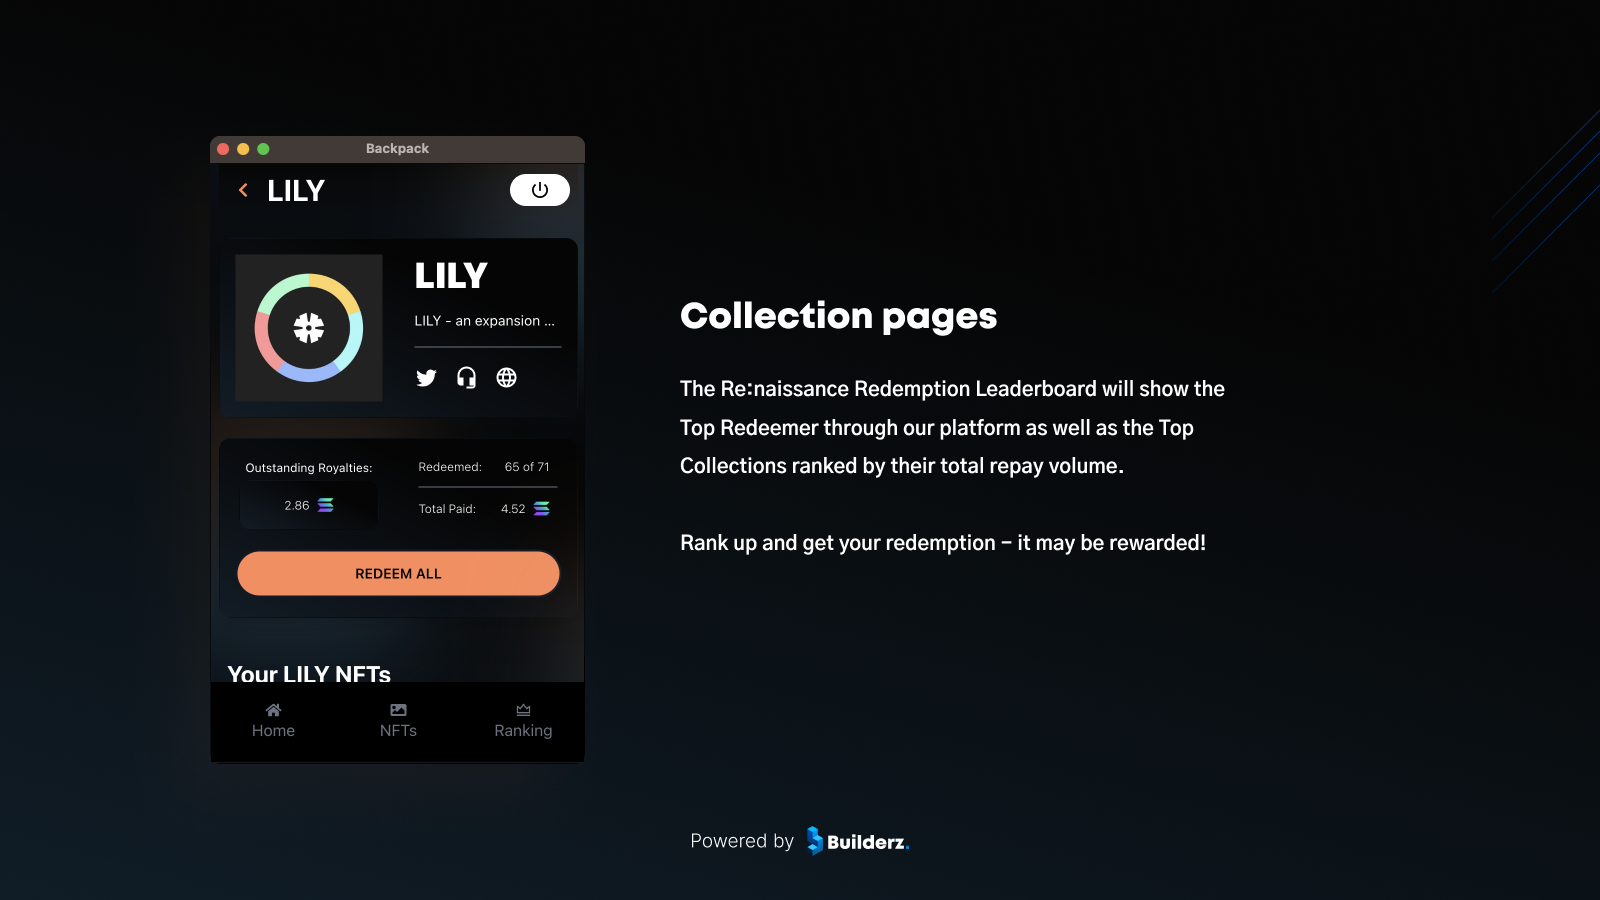 Backpack
LILY
LILY
LILY - an expansion ...
Outstanding Royalties:
2.86
Redeemed: 65 of 71
Total Paid: 4.52
REDEEM ALL
Your LILY NFTs
Home
NFTs
Ranking
Collection pages
The Re:naissance Redemption Leaderboard will show the
Top Redeemer through our platform as well as the Top
Collections ranked by their total repay volume.
Rank up and get your redemption – it may be rewarded!
Powered by Builderz.